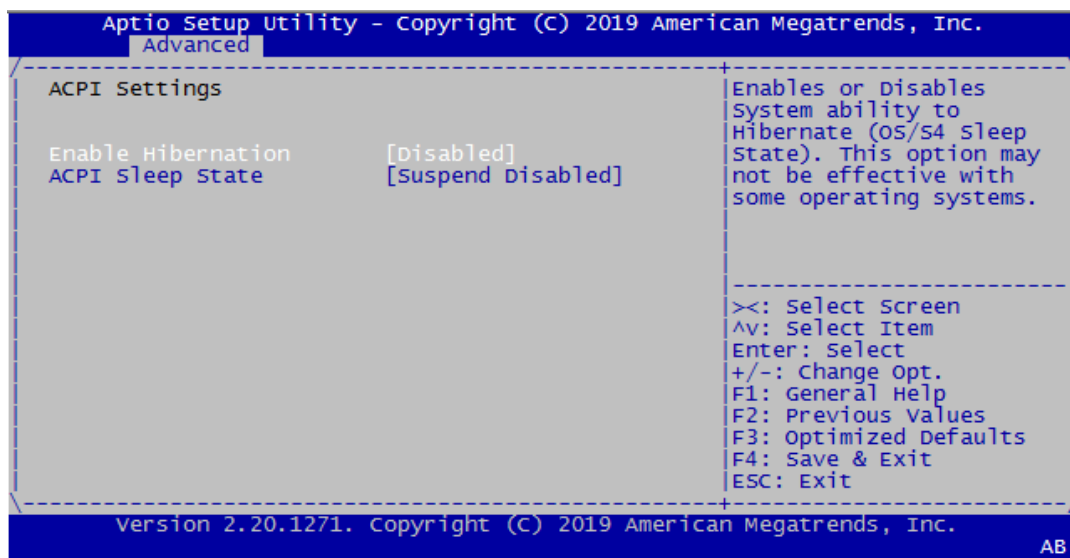 Aptio Setup Utility – Copyright (C) 2019 American Megatrends, Inc.
Advanced
ACPI Settings
Enable Hibernation [Disabled]
ACPI Sleep State [Suspend Disabled]
Enables or Disables
System ability to
Hibernate (OS/S4 Sleep
State). This option may
not be effective with
some operating systems.
><: Select Screen
^v: Select Item
Enter: Select
+/-: Change Opt.
F1: General Help
F2: Previous Values
F3: Optimized Defaults
F4: Save & Exit
ESC: Exit
Version 2.20.1271. Copyright (C) 2019 American Megatrends, Inc.
AB